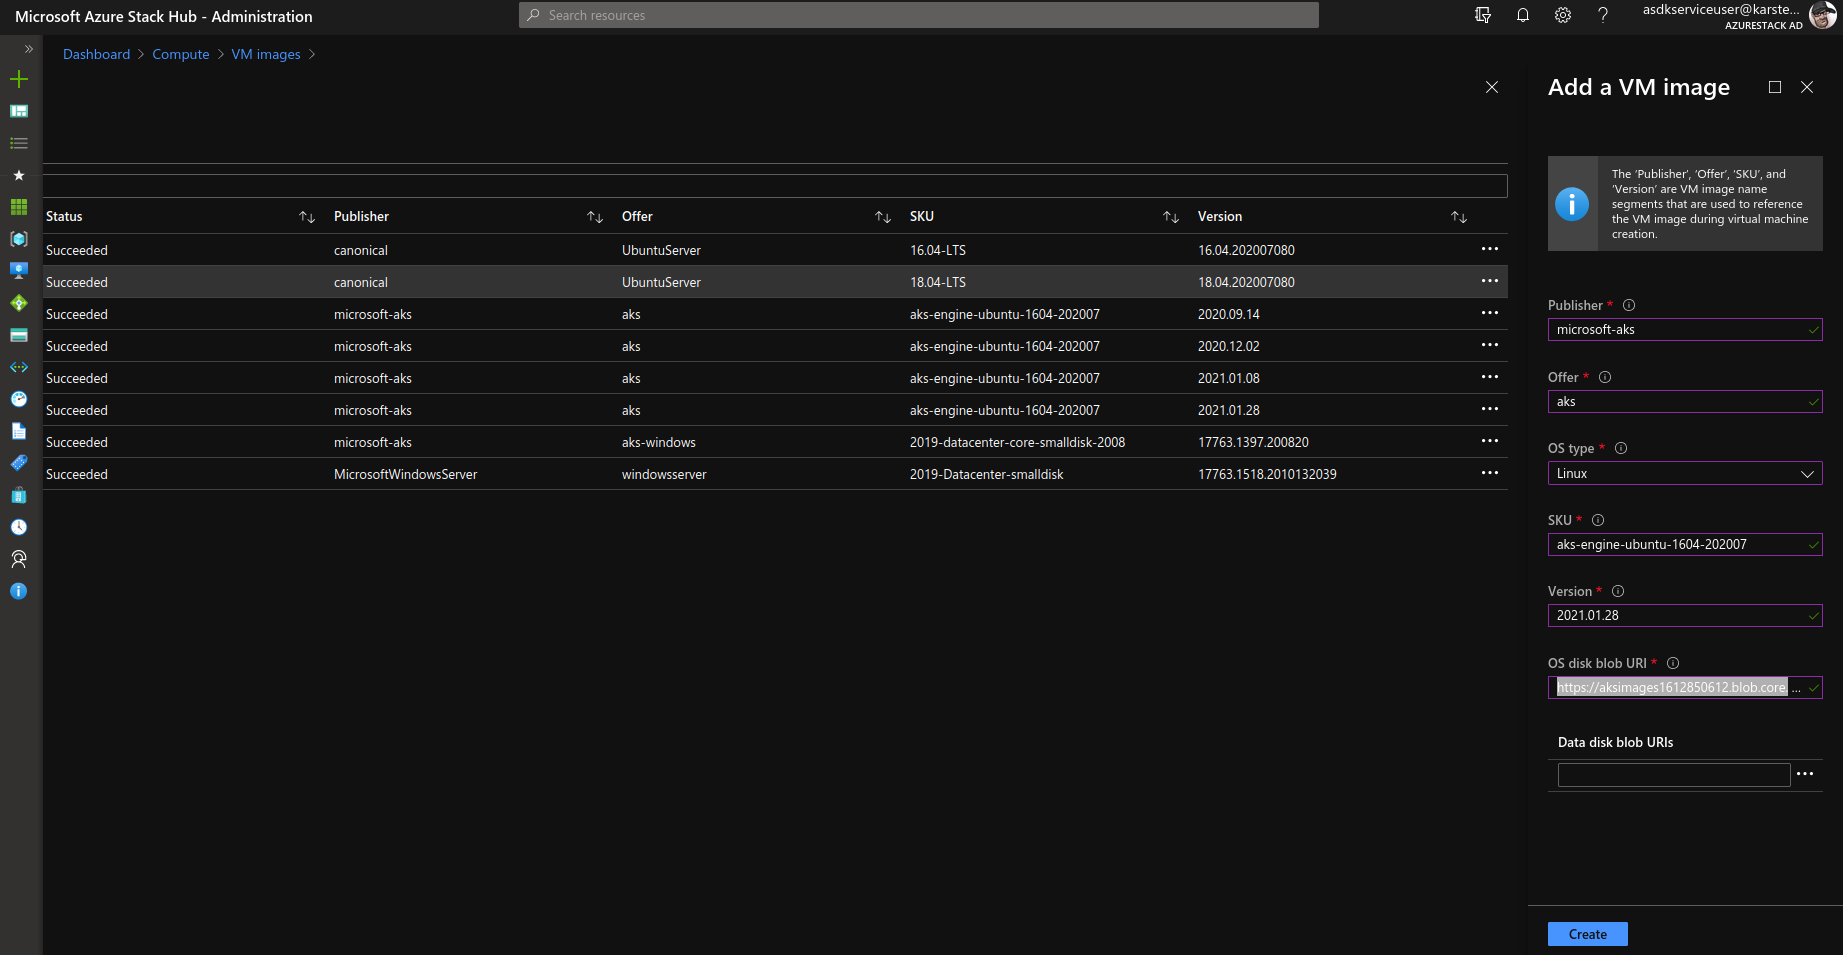 Microsoft Azure Stack Hub - Administration
Search resources
asdkserviceuser@karste...
AZURESTACK AD
Dashboard > Compute > VM images >
Add a VM image
The 'Publisher', 'Offer', 'SKU', and
'Version' are VM image name
segments that are used to reference
the VM image during virtual machine
creation.
Status Publisher Offer SKU Version
Succeeded canonical UbuntuServer 16.04-LTS 16.04.202007080
Succeeded canonical UbuntuServer 18.04-LTS 18.04.202007080
Succeeded microsoft-aks aks aks-engine-ubuntu-1604-202007 2020.09.14
Succeeded microsoft-aks aks aks-engine-ubuntu-1604-202007 2020.12.02
Succeeded microsoft-aks aks aks-engine-ubuntu-1604-202007 2021.01.08
Succeeded microsoft-aks aks aks-engine-ubuntu-1604-202007 2021.01.28
Succeeded microsoft-aks aks-windows 2019-datacenter-core-smalldisk-2008 17763.1397.200820
Succeeded MicrosoftWindowsServer windowsserver 2019-Datacenter-smalldisk 17763.1518.2010132039
Publisher *
microsoft-aks
Offer *
aks
OS type *
Linux
SKU *
aks-engine-ubuntu-1604-202007
Version *
2021.01.28
OS disk blob URI *
https://aksimages1612850612.blob.core. ...
Data disk blob URIs
Create